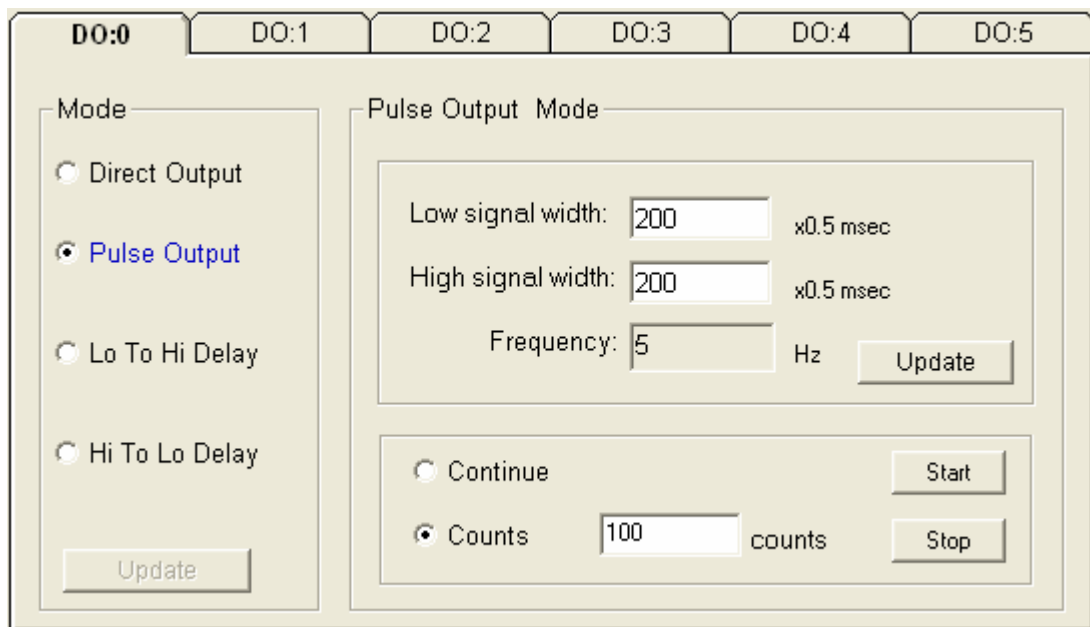 DO:0 DO:1 DO:2 DO:3 DO:4 DO:5
Mode
Direct Output
Pulse Output
Lo To Hi Delay
Hi To Lo Delay
Update
Pulse Output Mode
Low signal width: 200 x0.5 msec
High signal width: 200 x0.5 msec
Frequency: 5 Hz Update
Continue Start
Counts 100 counts Stop